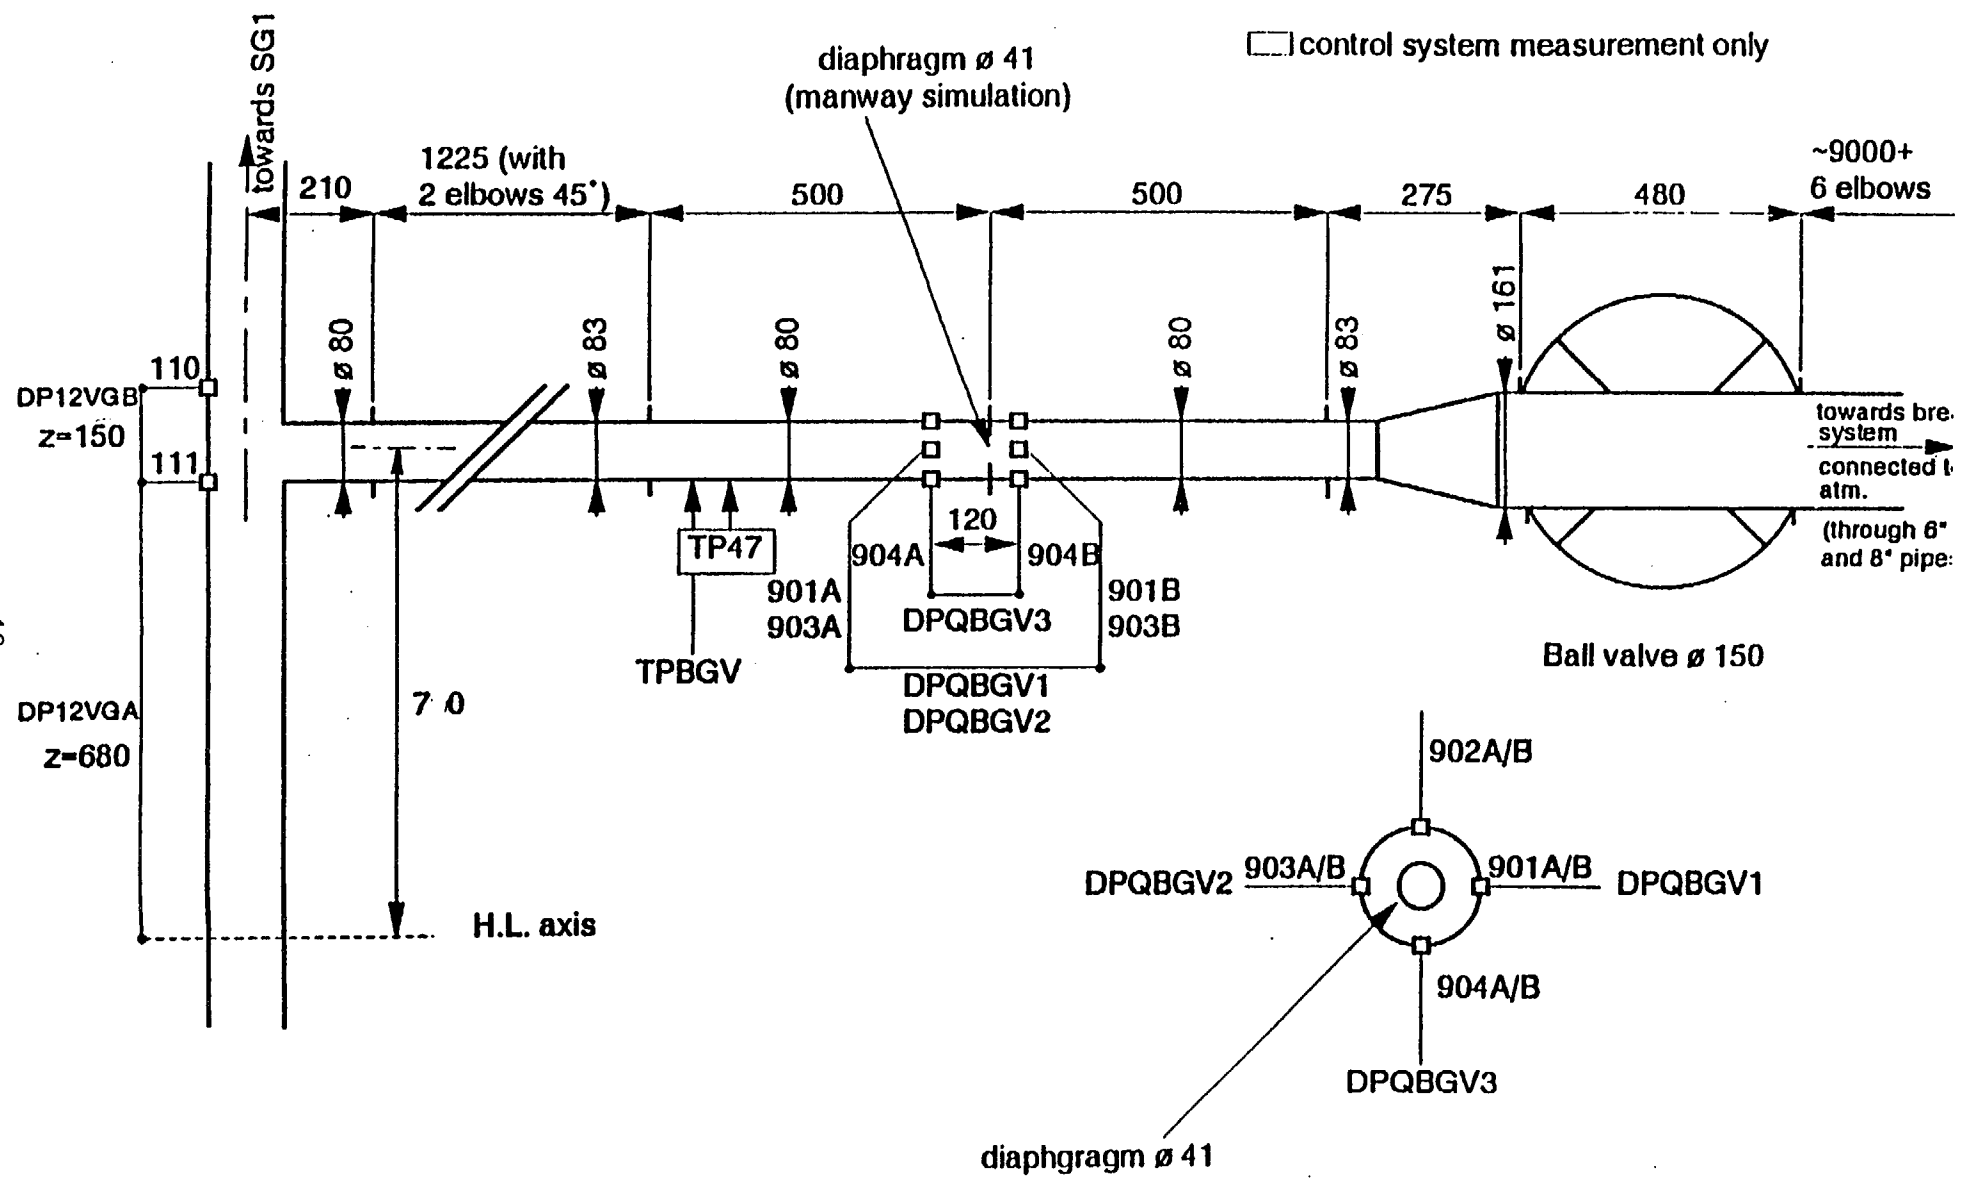 towards SG1
diaphragm ø 41
(manway simulation)
control system measurement only
210
1225 (with
2 elbows 45°)
500
500
275
480
~9000+
6 elbows
ø 80
ø 83
ø 80
ø 80
ø 83
ø 161
110
DP12VGB
z=150
111
towards
system
connected
atm.
(through 6"
and 8"
120
TP47
904A
904B
901A
903A
901B
903B
DPQBGV3
TPBGV
DPQBGV1
DPQBGV2
Ball valve ø 150
DP12VGA
z=680
H.L. axis
902A/B
DPQBGV2
903A/B
901A/B
DPQBGV1
904A/B
DPQBGV3
diaphgragm ø 41